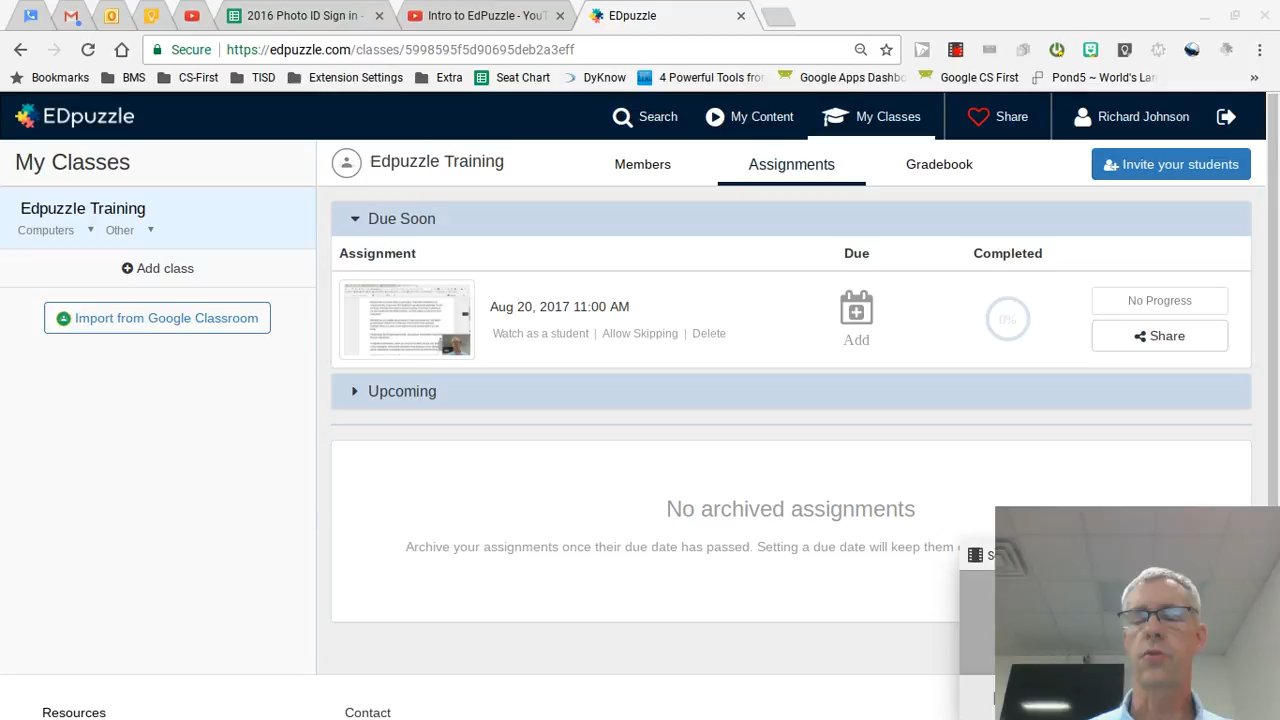 2016 Photo ID Sign in -
Intro to EdPuzzle - YouT
EDpuzzle
Secure
https://edpuzzle.com/classes/5998595f5d90695deb2a3eff
Bookmarks
BMS
CS-First
TISD
Extension Settings
Extra
Seat Chart
DyKnow
4 Powerful Tools from
Google Apps Dashbo
Google CS First
Pond5 ~ World's Lar
»
EDpuzzle
Search
My Content
My Classes
Share
Richard Johnson
My Classes
Edpuzzle Training
Members
Assignments
Gradebook
Invite your students
Edpuzzle Training
Computers
Other
Add class
Import from Google Classroom
Due Soon
Assignment
Due
Completed
Aug 20, 2017 11:00 AM
Watch as a student | Allow Skipping | Delete
Add
0%
No Progress
Share
Upcoming
No archived assignments
Archive your assignments once their due date has passed. Setting a due date will keep them
Resources
Contact